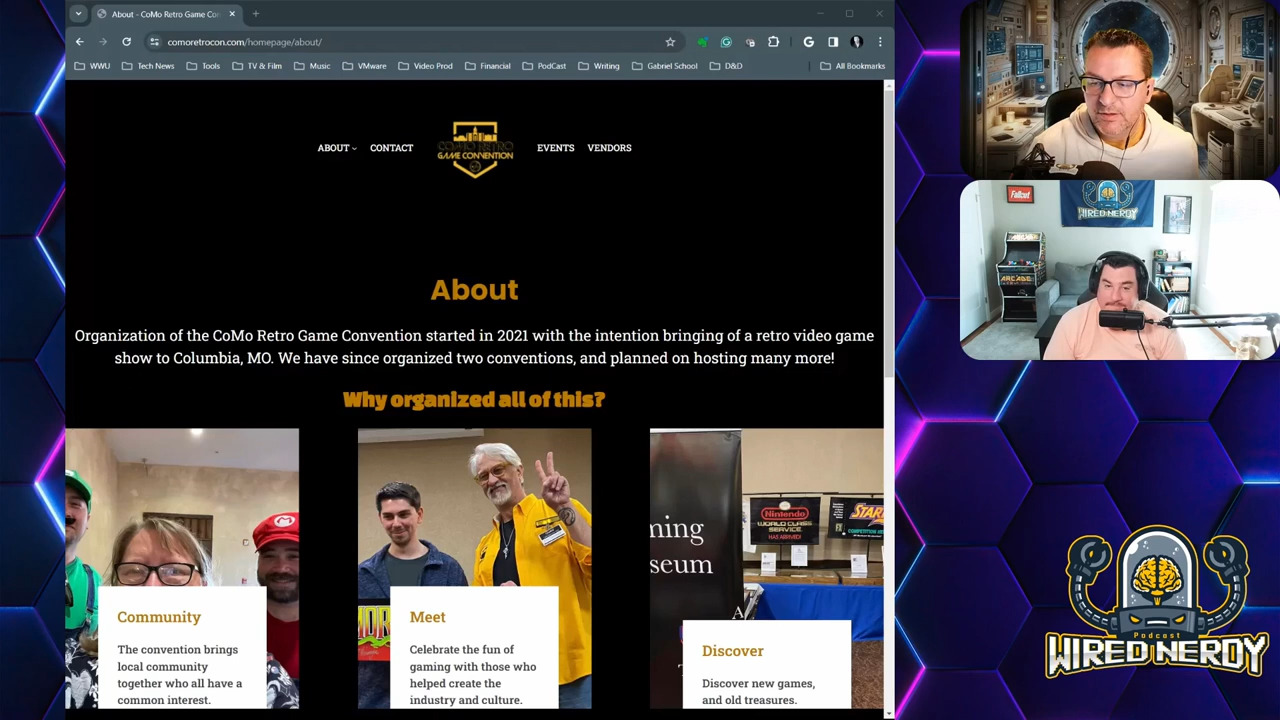 About - CoMo Retro Game Con
comoretrocon.com/homepage/about/
WWU
Tech News
Tools
TV & Film
Music
VMware
Video Prod
Financial
PodCast
Writing
Gabriel School
D&D
All Bookmarks
ABOUT
CONTACT
COMO RETRO
GAME CONVENTION
EVENTS
VENDORS
About
Organization of the CoMo Retro Game Convention started in 2021 with the intention bringing of a retro video game
show to Columbia, MO. We have since organized two conventions, and planned on hosting many more!
Why organized all of this?
Community
The convention brings
local community
together who all have a
common interest.
Meet
Celebrate the fun of
gaming with those who
helped create the
industry and culture.
ming
seum
A
Nintendo
WORLD CLASS
SERVICE
HAS ARRIVED!
STAR
Discover
Discover new games,
and old treasures.
Fallout
WIRED NERDY
ARCADE
Podcast
WIRED NERDY